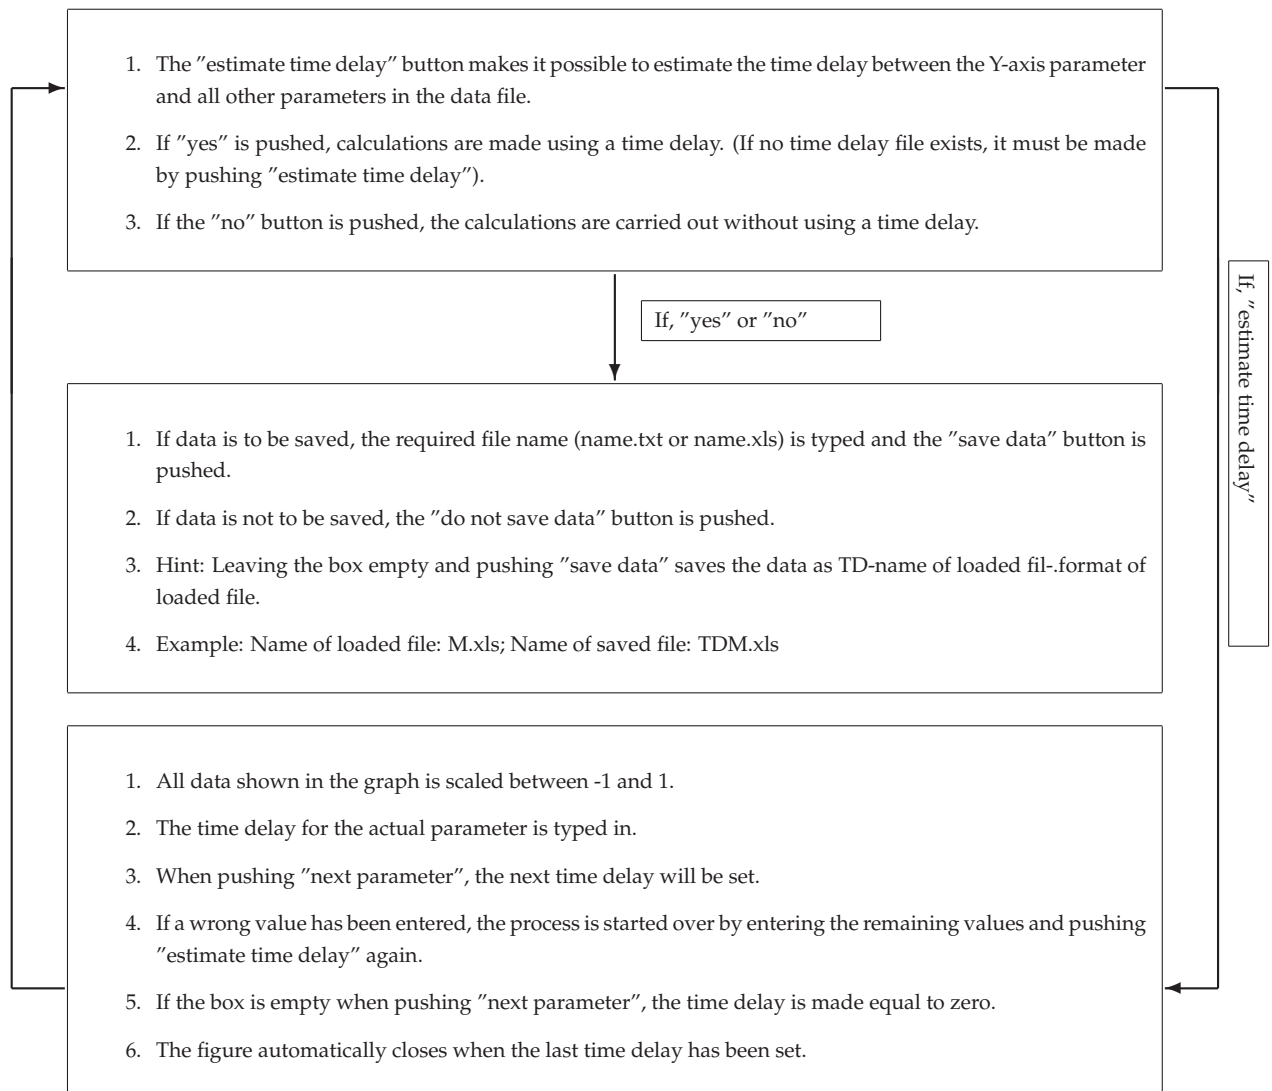 1. The ”estimate time delay” button makes it possible to estimate the time delay between the Y-axis parameter
and all other parameters in the data file.
2. If ”yes” is pushed, calculations are made using a time delay. (If no time delay file exists, it must be made
by pushing ”estimate time delay”).
3. If the ”no” button is pushed, the calculations are carried out without using a time delay.
If, ”yes” or ”no”
If, ”estimate time delay”
1. If data is to be saved, the required file name (name.txt or name.xls) is typed and the ”save data” button is
pushed.
2. If data is not to be saved, the ”do not save data” button is pushed.
3. Hint: Leaving the box empty and pushing ”save data” saves the data as TD-name of loaded fil-.format of
loaded file.
4. Example: Name of loaded file: M.xls; Name of saved file: TDM.xls
1. All data shown in the graph is scaled between -1 and 1.
2. The time delay for the actual parameter is typed in.
3. When pushing ”next parameter”, the next time delay will be set.
4. If a wrong value has been entered, the process is started over by entering the remaining values and pushing
”estimate time delay” again.
5. If the box is empty when pushing ”next parameter”, the time delay is made equal to zero.
6. The figure automatically closes when the last time delay has been set.